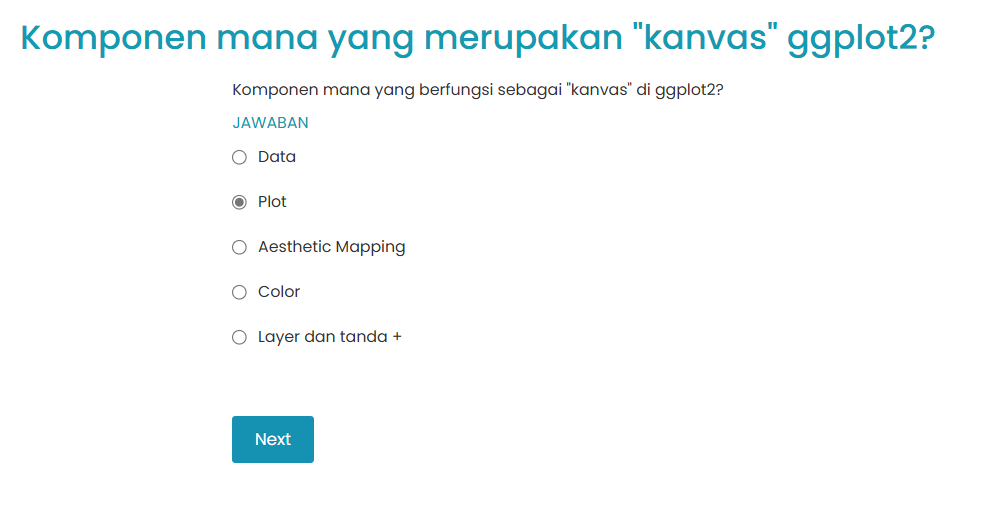 Komponen mana yang merupakan "kanvas" ggplot2?
Komponen mana yang berfungsi sebagai "kanvas" di ggplot2?
JAWABAN
Data
Plot
Aesthetic Mapping
Color
Layer dan tanda +
Next